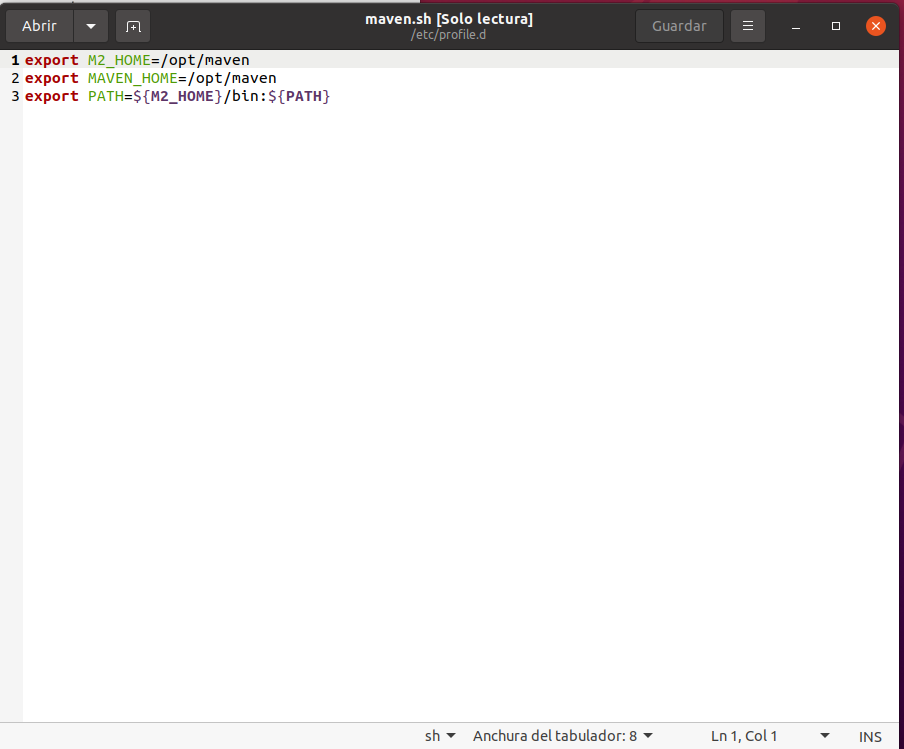 Abrir
maven.sh [Solo lectura]
/etc/profile.d
Guardar
1 export M2_HOME=/opt/maven
2 export MAVEN_HOME=/opt/maven
3 export PATH=${M2_HOME}/bin:${PATH}
sh Anchura del tabulador: 8 Ln 1, Col 1 INS